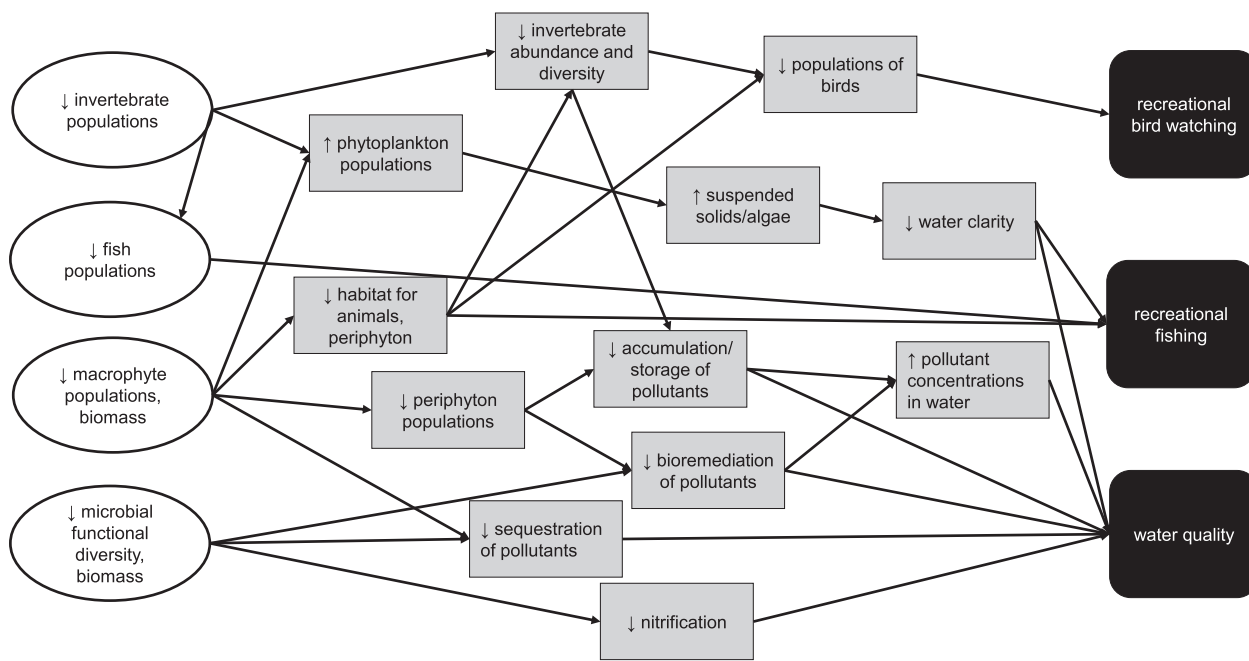 ↓ invertebrate
populations
↓ fish
populations
↓ macrophyte
populations,
biomass
↓ microbial
functional
diversity,
biomass
↓ invertebrate
abundance and
diversity
↑ phytoplankton
populations
↓ habitat for
animals,
periphyton
↓ periphyton
populations
↓ sequestration
of pollutants
↓ populations of
birds
↑ suspended
solids/algae
↓ water clarity
↓ accumulation/
storage of
pollutants
↓ bioremediation
of pollutants
↓ nitrification
↑ pollutant
concentrations
in water
recreational
bird watching
recreational
fishing
water quality